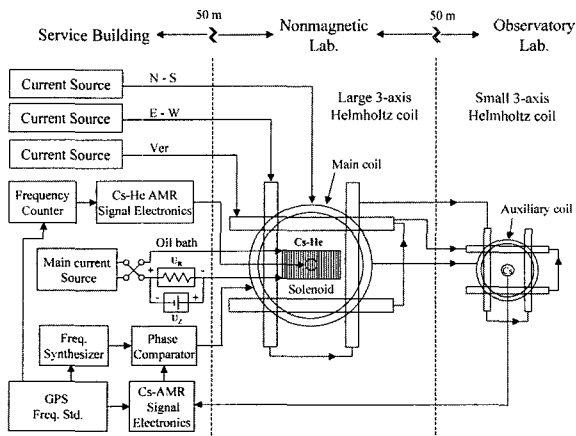 50 m
50 m
Service Building
Nonmagnetic
Lab.
Observatory
Lab.
Current Source
N - S
Current Source
E - W
Current Source
Ver
Large 3-axis
Helmholtz coil
Small 3-axis
Helmholtz coil
Main coil
Auxiliary coil
Frequency
Counter
Cs-He AMR
Signal Electronics
Cs-He
Solenoid
Cs
Main current
Source
Oil bath
+
U_R
-
-
+
U_Z
Freq.
Synthesizer
Phase
Comparator
GPS
Freq. Std.
Cs-AMR
Signal
Electronics